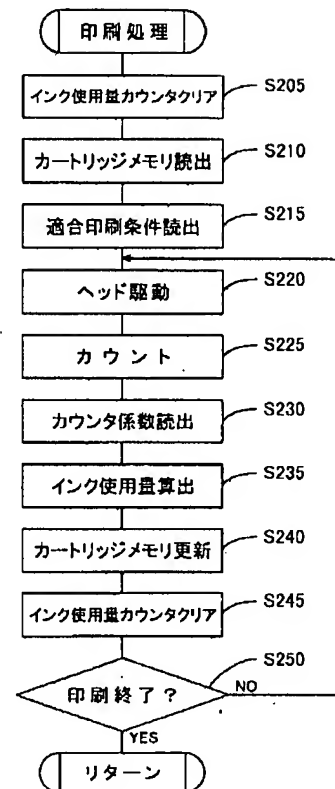 印刷処理
インク使用量カウンタクリア
S205
カートリッジメモリ読出
S210
適合印刷条件読出
S215
ヘッド駆動
S220
カウント
S225
カウンタ係数読出
S230
インク使用量算出
S235
カートリッジメモリ更新
S240
インク使用量カウンタクリア
S245
印刷終了?
S250
NO
YES
リターン